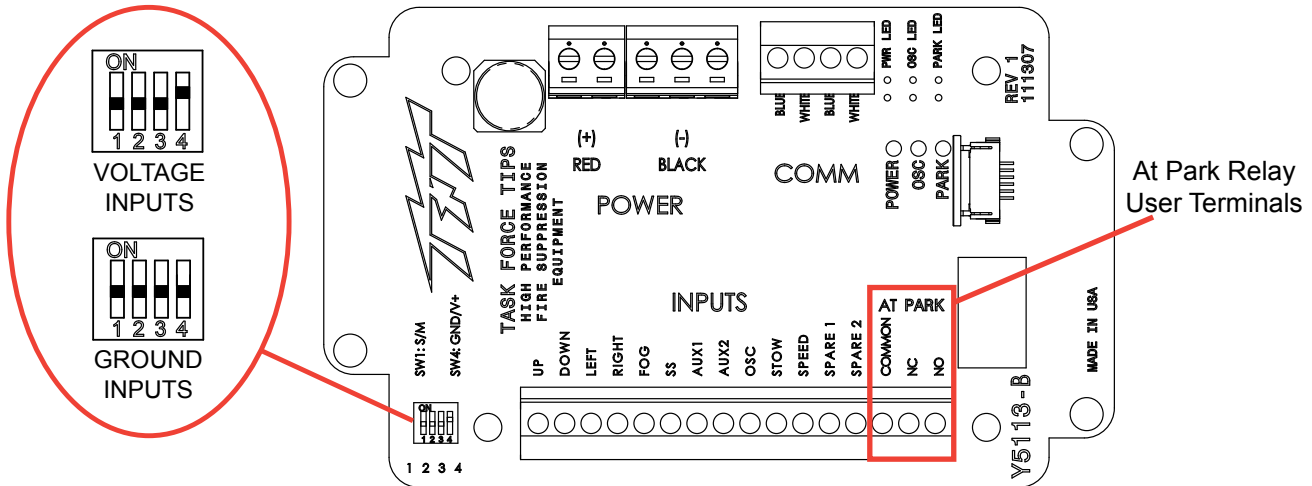 ON
1 2 3 4
VOLTAGE
INPUTS
ON
1 2 3 4
GROUND
INPUTS
TFT
TASK FORCE TIPS
HIGH PERFORMANCE
FIRE SUPPRESSION
EQUIPMENT
(+)
RED
(-)
BLACK
POWER
BLUE
WHITE
BLUE
WHITE
COMM
PWR LED
OSC LED
PARK LED
POWER
OSC
PARK
REV 1
111307
At Park Relay
User Terminals
INPUTS
AT PARK
SW1: S/M
SW4: GND/V+
UP
DOWN
LEFT
RIGHT
FOG
SS
AUX1
AUX2
OSC
STOW
SPEED
SPARE 1
SPARE 2
COMMON
NC
NO
MADE IN USA
Y5113-B
ON
1 2 3 4
1 2 3 4